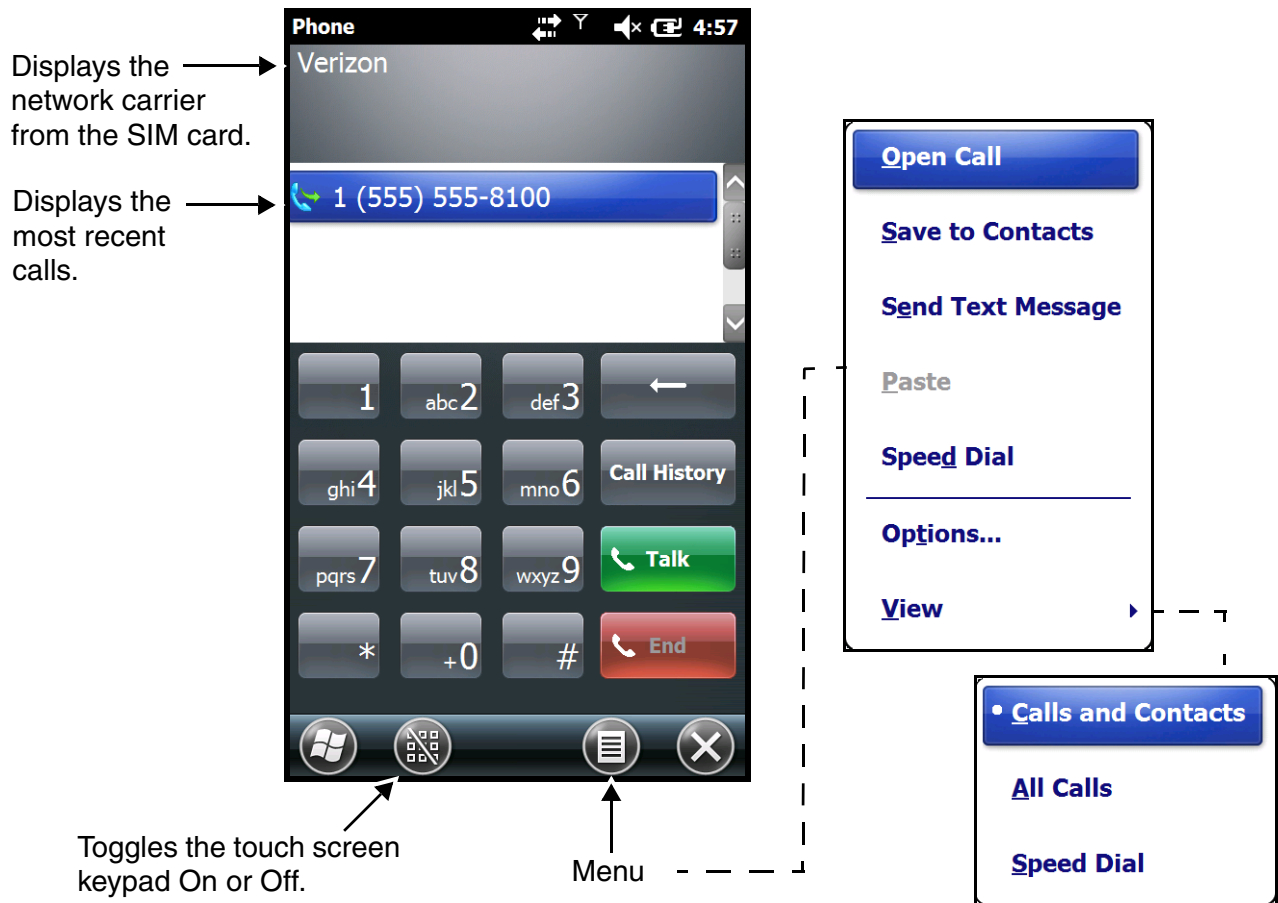 Phone 4:57
Verizon
Displays the
network carrier
from the SIM card.
1 (555) 555-8100
Displays the
most recent
calls.
1
abc2
def3
ghi4
jkl5
mno6
Call History
pqrs7
tuv8
wxyz9
Talk
*
+0
#
End
Toggles the touch screen
keypad On or Off.
Menu
Open Call
Save to Contacts
Send Text Message
Paste
Speed Dial
Options...
View
Calls and Contacts
All Calls
Speed Dial